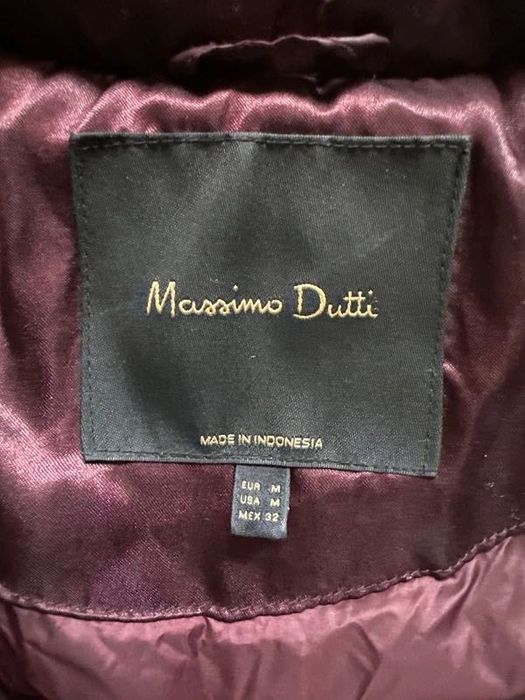 Massimo Dutti
MADE IN INDONESIA
EUR M
USA M
MEX 32